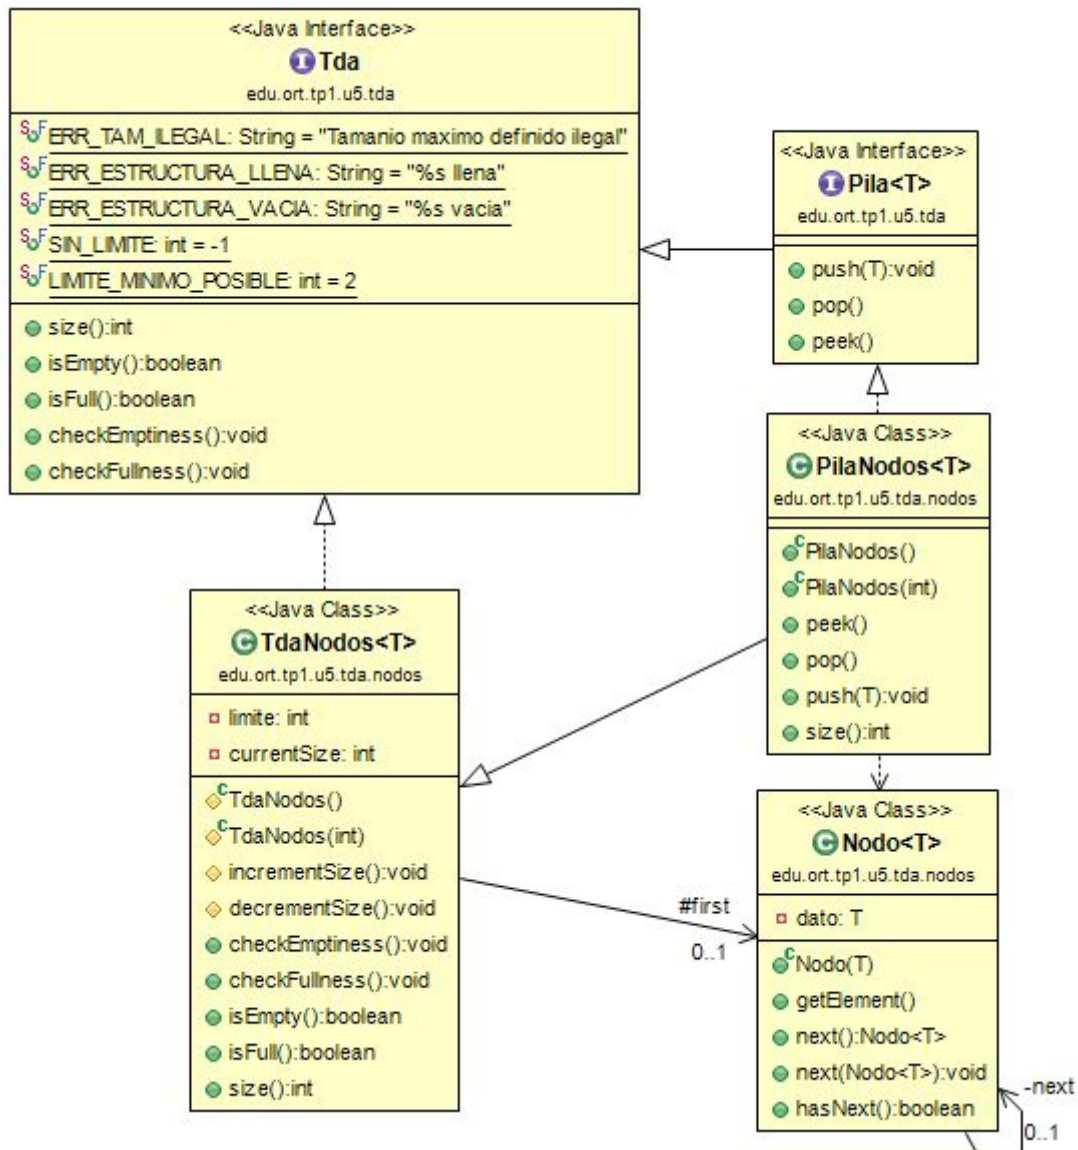 <<Java Interface>>
Tda
edu.ort.tp1.u5.tda
ERR_TAM_ILEGAL: String = "Tamanio maximo definido ilegal"
ERR_ESTRUCTURA_LLENA: String = "%s llena"
ERR_ESTRUCTURA_VACIA: String = "%s vacia"
SIN_LIMITE: int = -1
LIMITE_MINIMO_POSIBLE: int = 2
size():int
isEmpty():boolean
isFull():boolean
checkEmptiness():void
checkFullness():void
<<Java Interface>>
Pila<T>
edu.ort.tp1.u5.tda
push(T):void
pop()
peek()
<<Java Class>>
PilaNodos<T>
edu.ort.tp1.u5.tda.nodos
PilaNodos()
PilaNodos(int)
peek()
pop()
push(T):void
size():int
<<Java Class>>
TdaNodos<T>
edu.ort.tp1.u5.tda.nodos
limite: int
currentSize: int
TdaNodos()
TdaNodos(int)
incrementSize():void
decrementSize():void
checkEmptiness():void
checkFullness():void
isEmpty():boolean
isFull():boolean
size():int
#first
0..1
<<Java Class>>
Nodo<T>
edu.ort.tp1.u5.tda.nodos
dato: T
Nodo(T)
getElement()
next():Nodo<T>
next(Nodo<T>):void
hasNext():boolean
-next
0..1